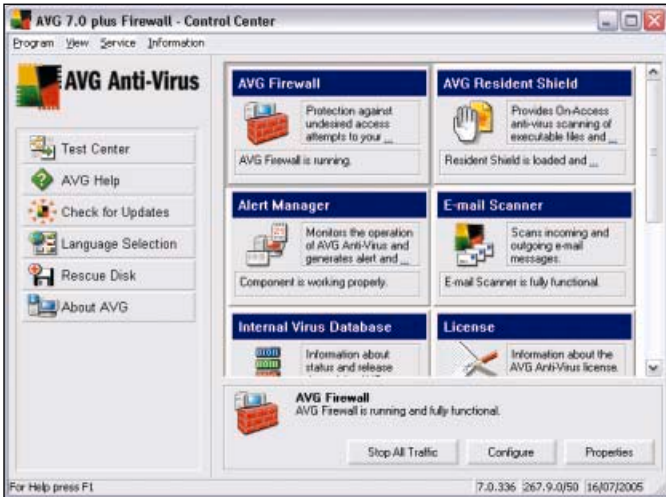 AVG 7.0 plus Firewall - Control Center
Program View Service Information
AVG Anti-Virus
Test Center
AVG Help
Check for Updates
Language Selection
Rescue Disk
About AVG
AVG Firewall
Protection against
undesired access
attempts to your ...
AVG Firewall is running.
AVG Resident Shield
Provides On-Access
anti-virus scanning of
executable files and ...
Resident Shield is loaded and ...
Alert Manager
Monitors the operation
of AVG Anti-Virus and
generates alert and ...
Component is working properly.
E-mail Scanner
Scans incoming and
outgoing e-mail
messages.
E-mail Scanner is fully functional.
Internal Virus Database
Information about
status and release
License
Information about the
AVG Anti-Virus license.
AVG Firewall
AVG Firewall is running and fully functional.
Stop All Traffic
Configure
Properties
For Help press F1
7.0.336 267.9.0/50 16/07/2005